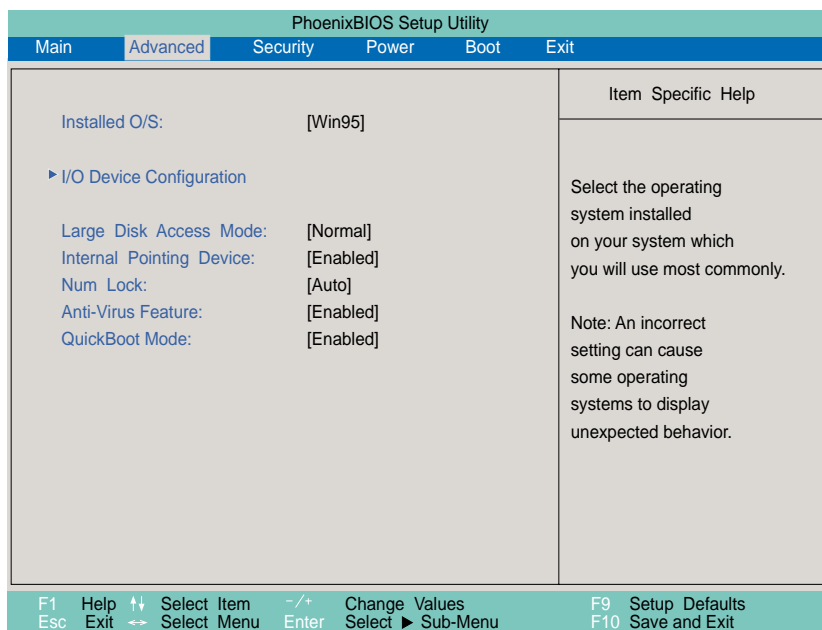 PhoenixBIOS Setup Utility
Main Advanced Security Power Boot Exit
Item Specific Help
Installed O/S: [Win95]
I/O Device Configuration
Large Disk Access Mode: [Normal]
Internal Pointing Device: [Enabled]
Num Lock: [Auto]
Anti-Virus Feature: [Enabled]
QuickBoot Mode: [Enabled]
Select the operating
system installed
on your system which
you will use most commonly.
Note: An incorrect
setting can cause
some operating
systems to display
unexpected behavior.
F1 Help ↑↓ Select Item -/+ Change Values F9 Setup Defaults
Esc Exit ↔ Select Menu Enter Select ▶ Sub-Menu F10 Save and Exit